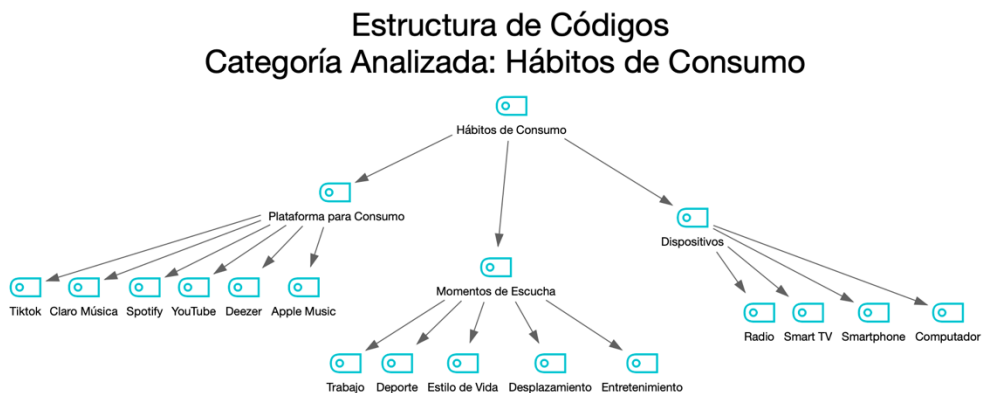 Estructura de Códigos
Categoría Analizada: Hábitos de Consumo
Hábitos de Consumo
Plataforma para Consumo
Dispositivos
Momentos de Escucha
Tiktok Claro Música Spotify YouTube Deezer Apple Music
Radio Smart TV Smartphone Computador
Trabajo Deporte Estilo de Vida Desplazamiento Entretenimiento